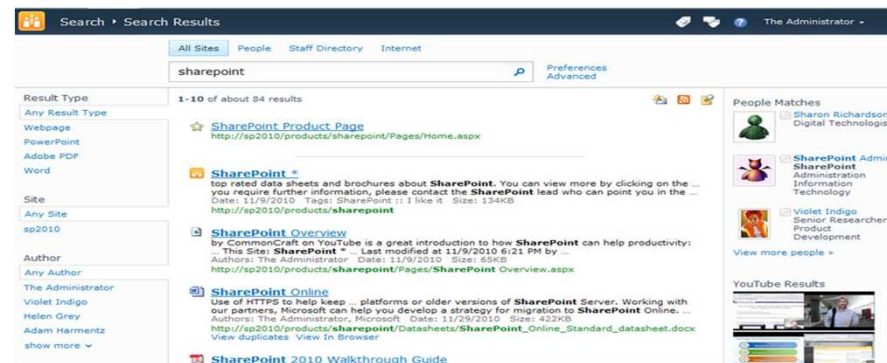 Search ▸ Search Results
The Administrator
All Sites People Staff Directory Internet
sharepoint
Preferences
Advanced
Result Type
Any Result Type
Webpage
PowerPoint
Adobe PDF
Word
Site
Any Site
sp2010
Author
Any Author
The Administrator
Violet Indigo
Helen Grey
Adam Harmentz
show more
1-10 of about 84 results
SharePoint Product Page
http://sp2010/products/sharepoint/Pages/Home.aspx
SharePoint *
top rated data sheets and brochures about SharePoint. You can view more by clicking on the ...
you require further information, please contact the SharePoint lead who can point you in the ...
Date: 11/9/2010 Tags: SharePoint :: I like it Size: 134KB
http://sp2010/products/sharepoint
SharePoint Overview
by CommonCraft on YouTube is a great introduction to how SharePoint can help productivity:
... This Site: SharePoint * ... Last modified at 11/9/2010 6:21 PM by ...
Authors: The Administrator Date: 11/9/2010 Size: 65KB
http://sp2010/products/sharepoint/Pages/SharePoint Overview.aspx
SharePoint Online
Use of HTTPS to help keep ... platforms or older versions of SharePoint Server. Working with
our partners, Microsoft can help you develop a strategy for migration to SharePoint Online. ...
Authors: The Administrator, Microsoft Date: 1/29/2010 Size: 422KB
http://sp2010/products/sharepoint/Datasheets/SharePoint_Online_Standard_datasheet.docx
View duplicates View In Browser
SharePoint 2010 Walkthrough Guide
People Matches
Sharon Richardson
Digital Technologis
SharePoint Admi
SharePoint
Administration
Information
Technology
Violet Indigo
Senior Researcher
Product
Development
View more people »
YouTube Results